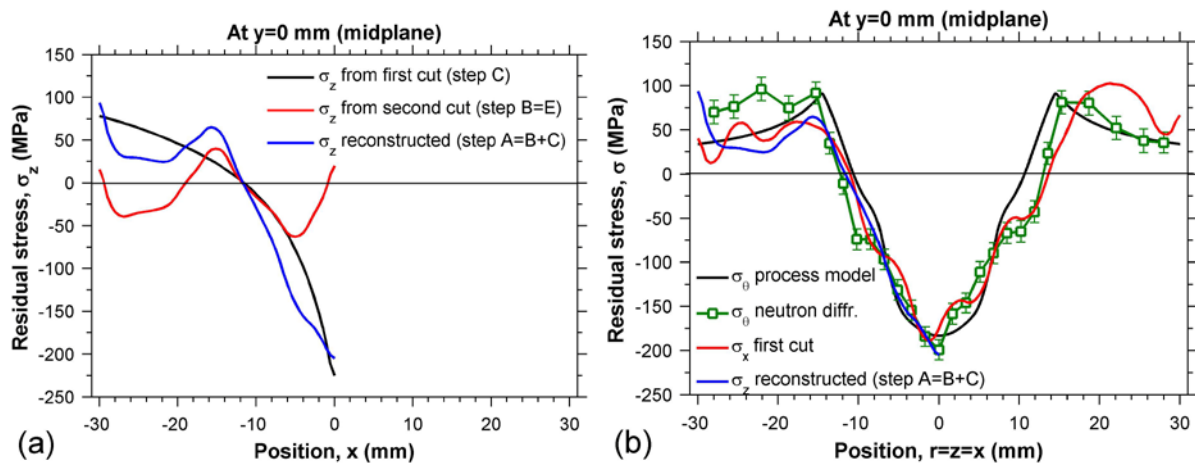 At y=0 mm (midplane)
σz from first cut (step C)
σz from second cut (step B=E)
σz reconstructed (step A=B+C)
Residual stress, σz (MPa)
150
100
50
0
-50
-100
-150
-200
-250
-30
-20
-10
0
10
20
30
Position, x (mm)
(a)
At y=0 mm (midplane)
σθ process model
σθ neutron diffr.
σx first cut
σz reconstructed (step A=B+C)
Residual stress, σ (MPa)
150
100
50
0
-50
-100
-150
-200
-250
-30
-20
-10
0
10
20
30
Position, r=z=x (mm)
(b)